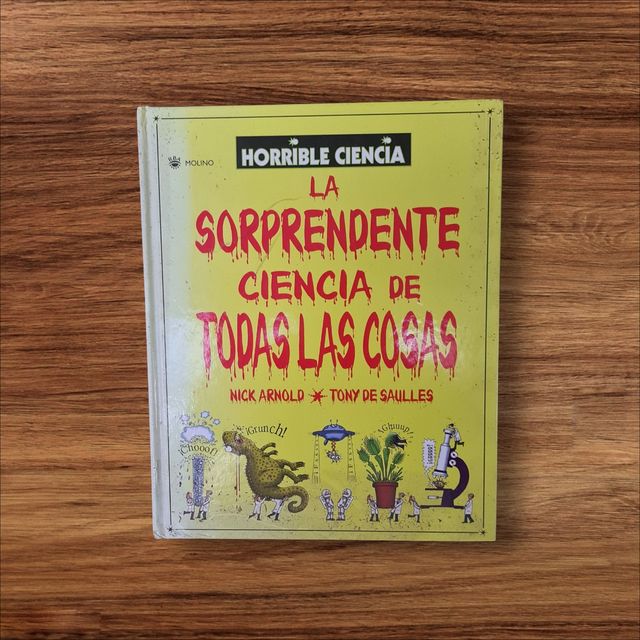 HORRIBLE CIENCIA
MOLINO
LA
SORPRENDENTE
CIENCIA DE
TODAS LAS COSAS
NICK ARNOLD TONY DE SAULLES
¡Chooof!
¡Grunch!
¡Gluuup!